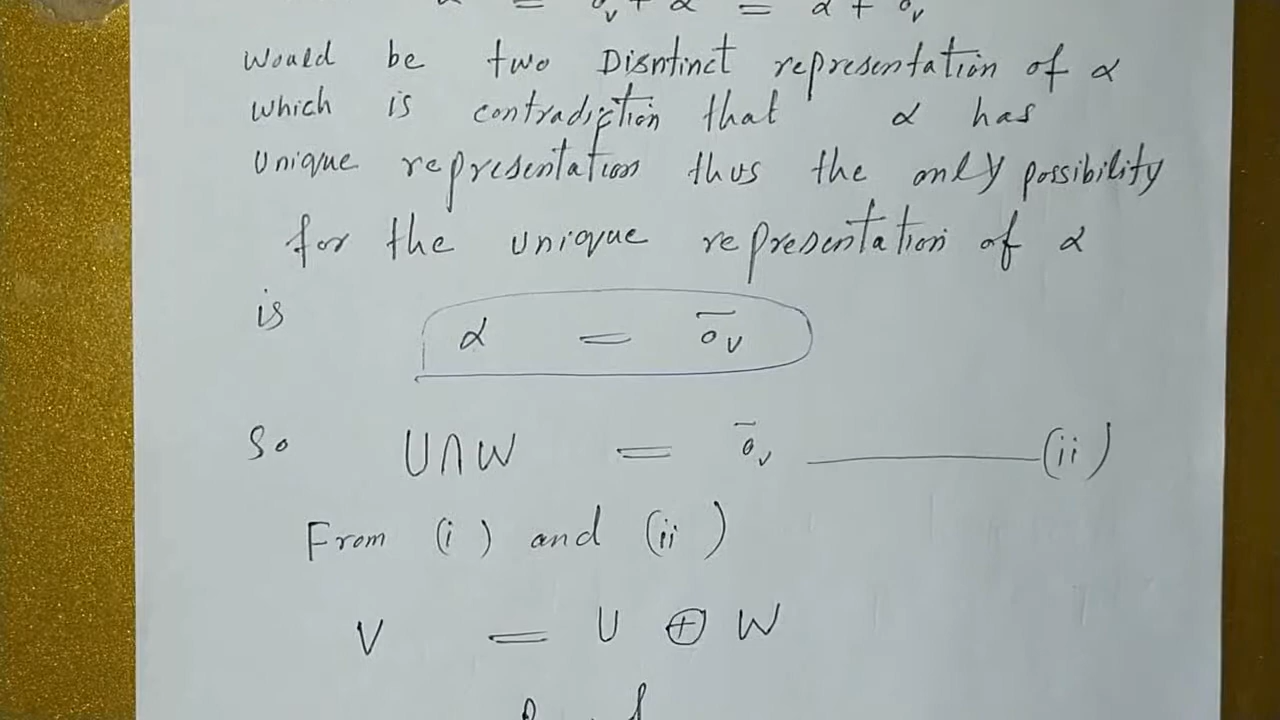 = 0̅v + α = α + 0̅v
would be two Disntinct representation of α
which is contradiction that α has
unique representation thus the only possibility
for the unique representation of α
is
α = o̅v
So U∩W = o̅v ———(ii)
From (i) and (ii)
V = U ⊕ W